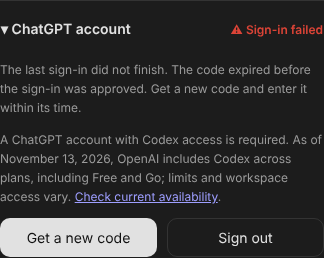 ▾ ChatGPT account
⚠ Sign-in failed
The last sign-in did not finish. The code expired before
the sign-in was approved. Get a new code and enter it
within its time.
A ChatGPT account with Codex access is required. As of
November 13, 2026, OpenAI includes Codex across
plans, including Free and Go; limits and workspace
access vary. Check current availability.
Get a new code
Sign out